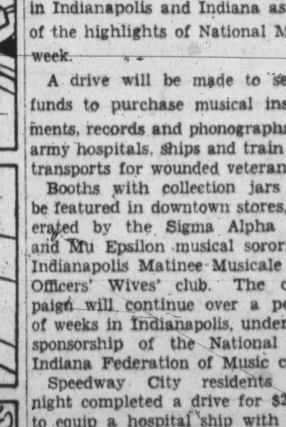 in Indianapolis and Indiana as
of the highlights of National M
week.
A drive will be made to se
funds to purchase musical ins
ments, records and phonographs
army hospitals, ships and train
transports for wounded veteran
Booths with collection jars
be featured in downtown stores,
erated by the Sigma Alpha
and Mu Epsilon musical soror
Indianapolis Matinee Musicale
Officers' Wives' club. The c
paign will continue over a pe
of weeks in Indianapolis, under
sponsorship of the National
Indiana Federation of Music c
Speedway City residents
night completed a drive for $2
to equip a hospital ship with